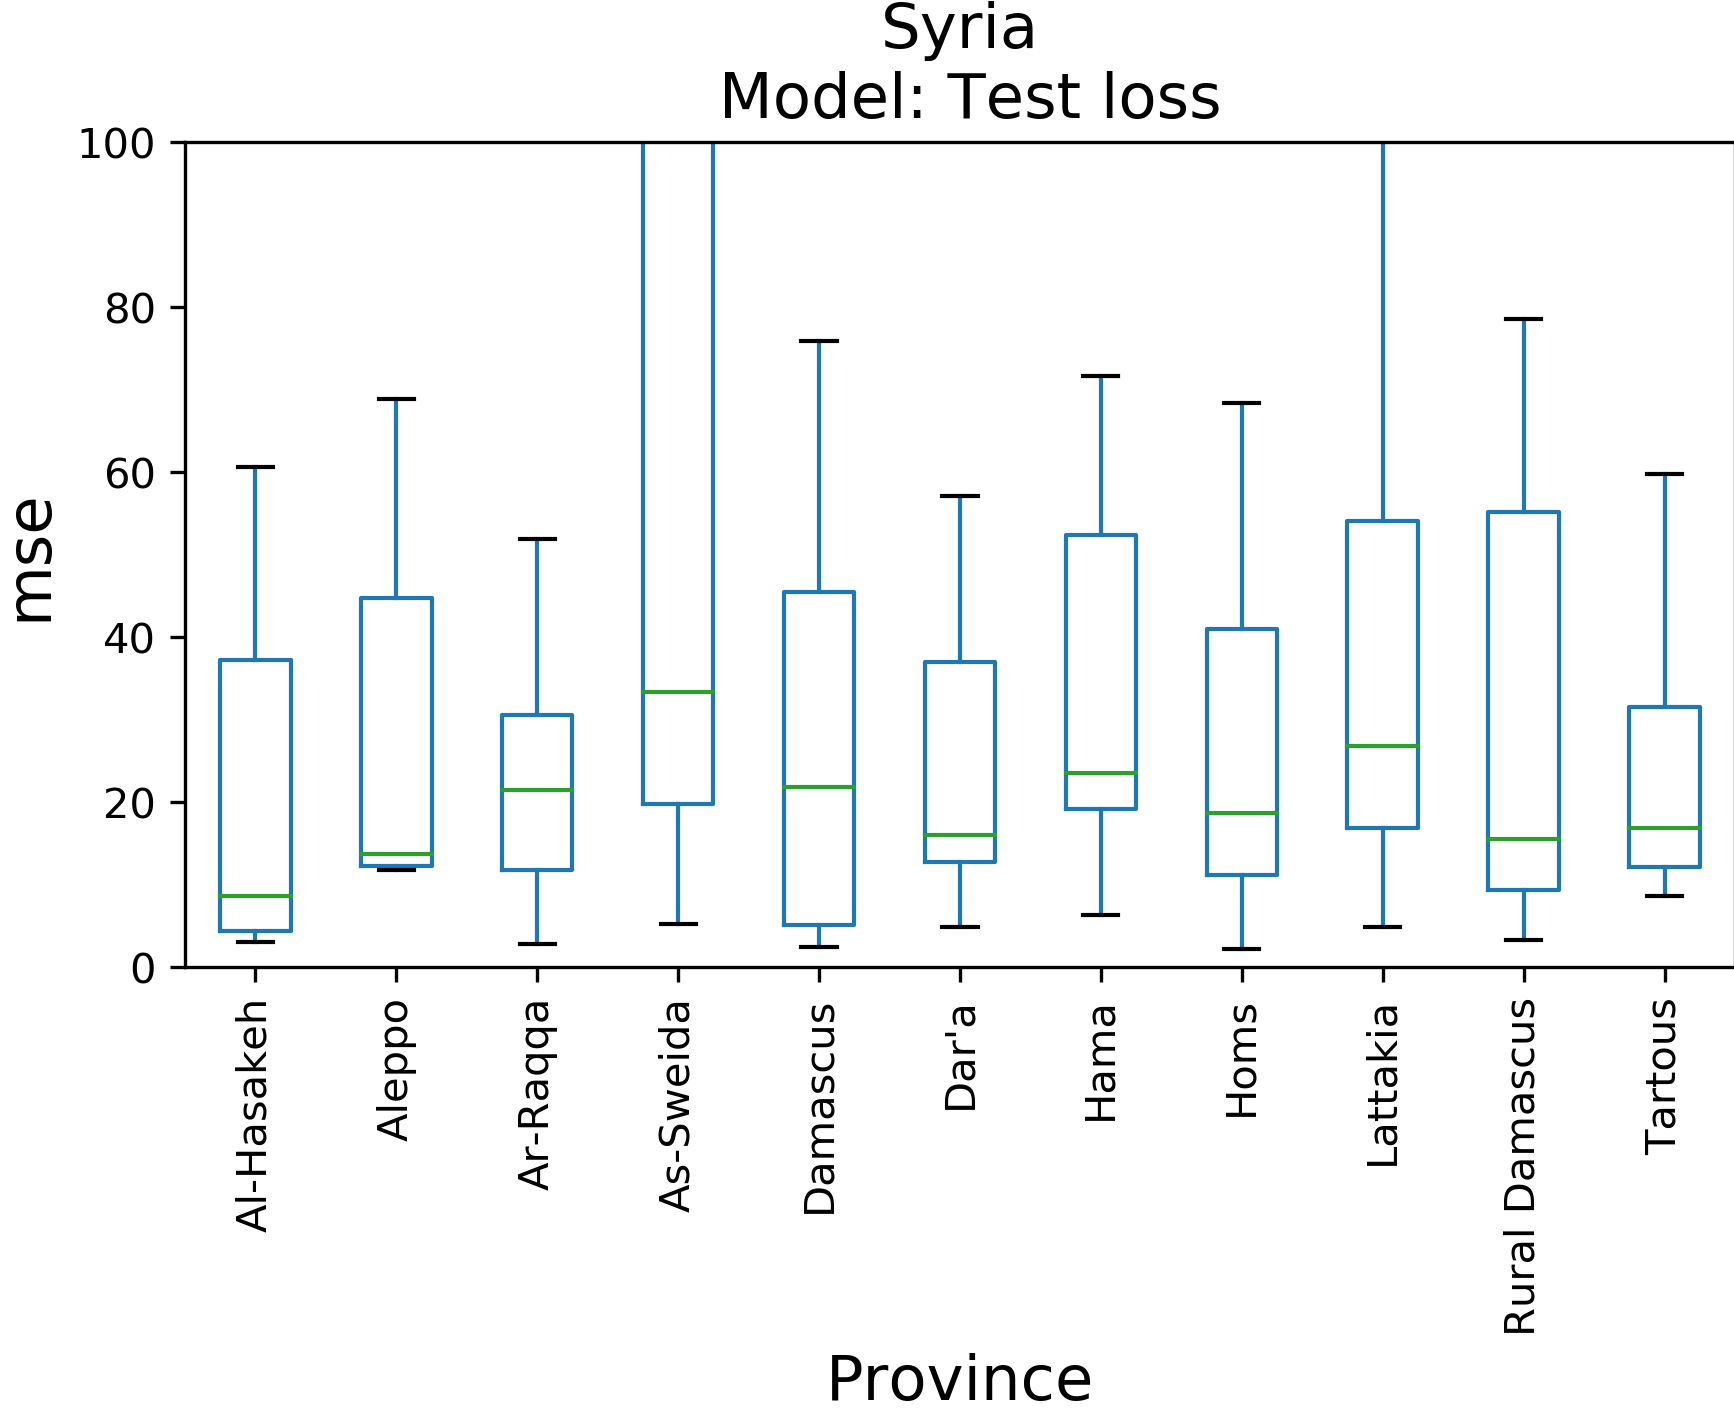 Syria
Model: Test loss
mse
100
80
60
40
20
0
Al-Hasakeh
Aleppo
Ar-Raqqa
As-Sweida
Damascus
Dar'a
Hama
Homs
Lattakia
Rural Damascus
Tartous
Province